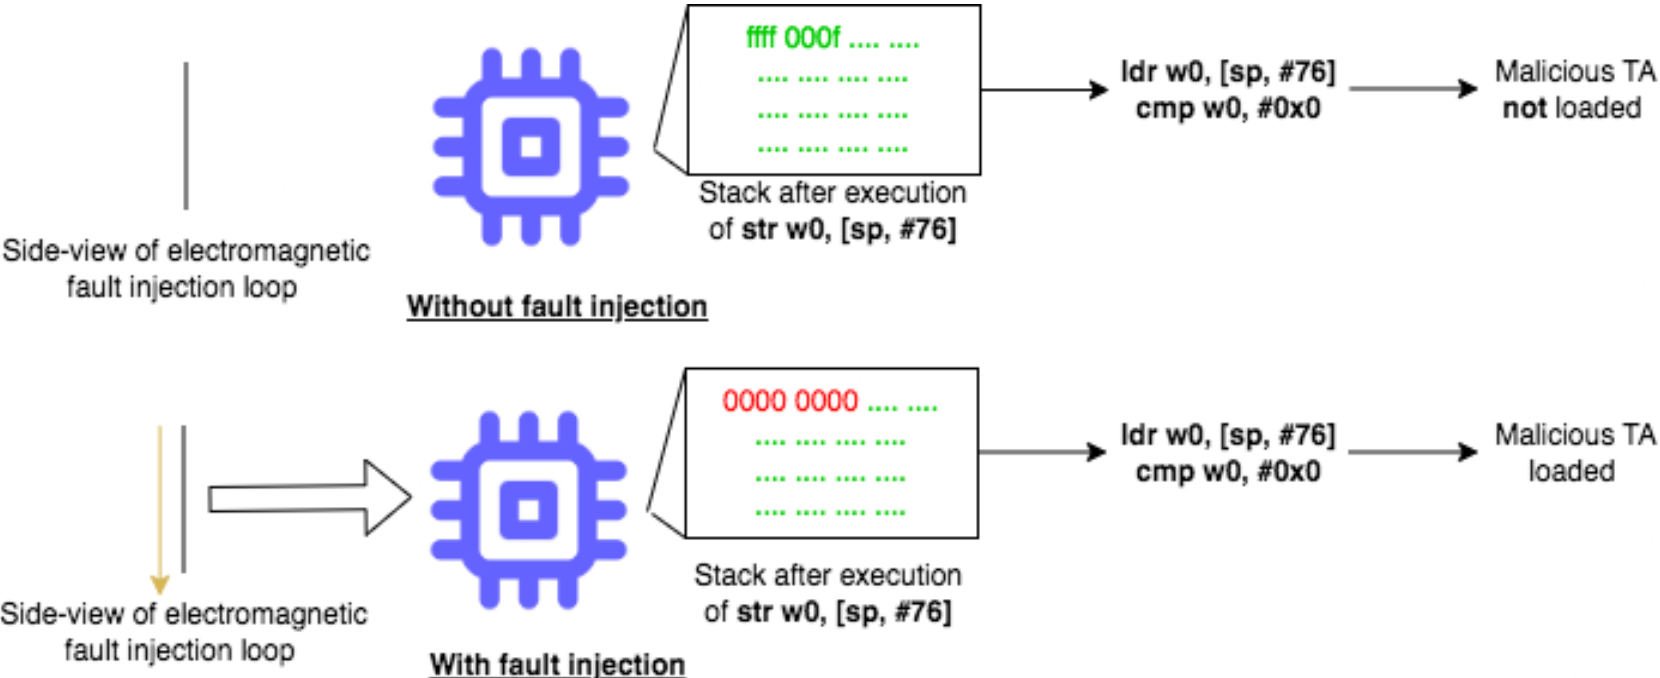 ffff 000f .... ....
.... .... .... ....
.... .... .... ....
.... .... .... ....
Stack after execution
of str w0, [sp, #76]
ldr w0, [sp, #76]
cmp w0, #0x0
Malicious TA
not loaded
Side-view of electromagnetic
fault injection loop
Without fault injection
0000 0000 .... ....
.... .... .... ....
.... .... .... ....
.... .... .... ....
Stack after execution
of str w0, [sp, #76]
ldr w0, [sp, #76]
cmp w0, #0x0
Malicious TA
loaded
Side-view of electromagnetic
fault injection loop
With fault injection